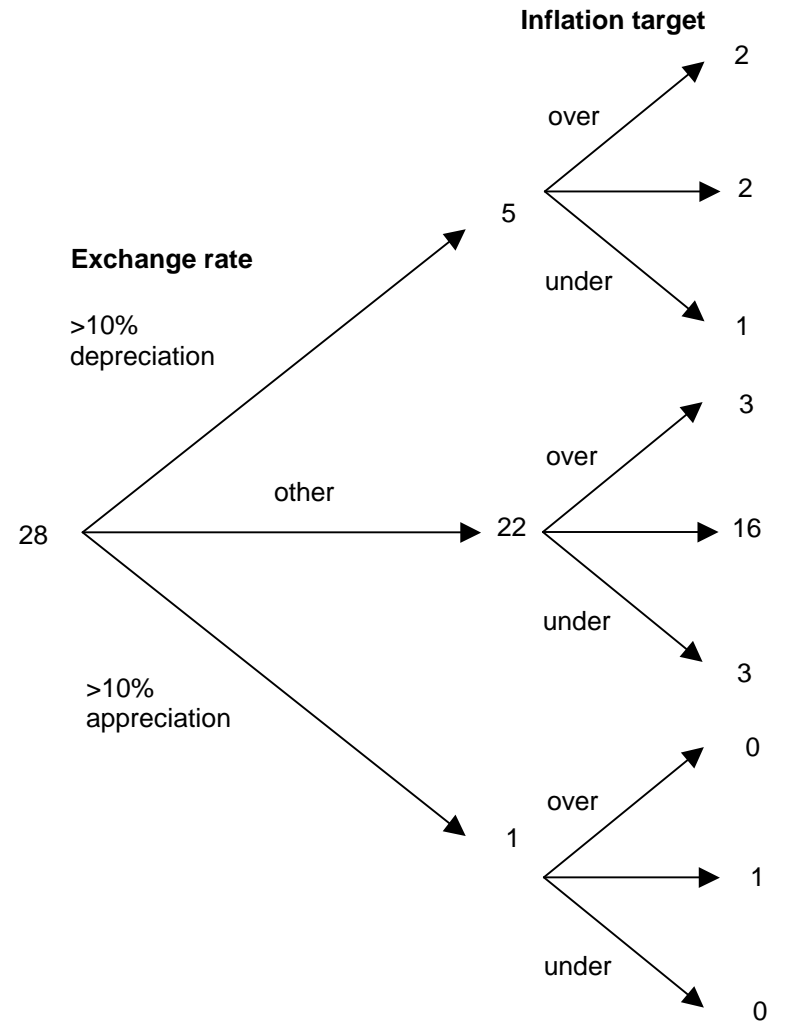 Inflation target
2
over
2
5
under
1
Exchange rate
>10%
depreciation
3
over
other
28
22
16
under
3
>10%
appreciation
0
over
1
1
under
0